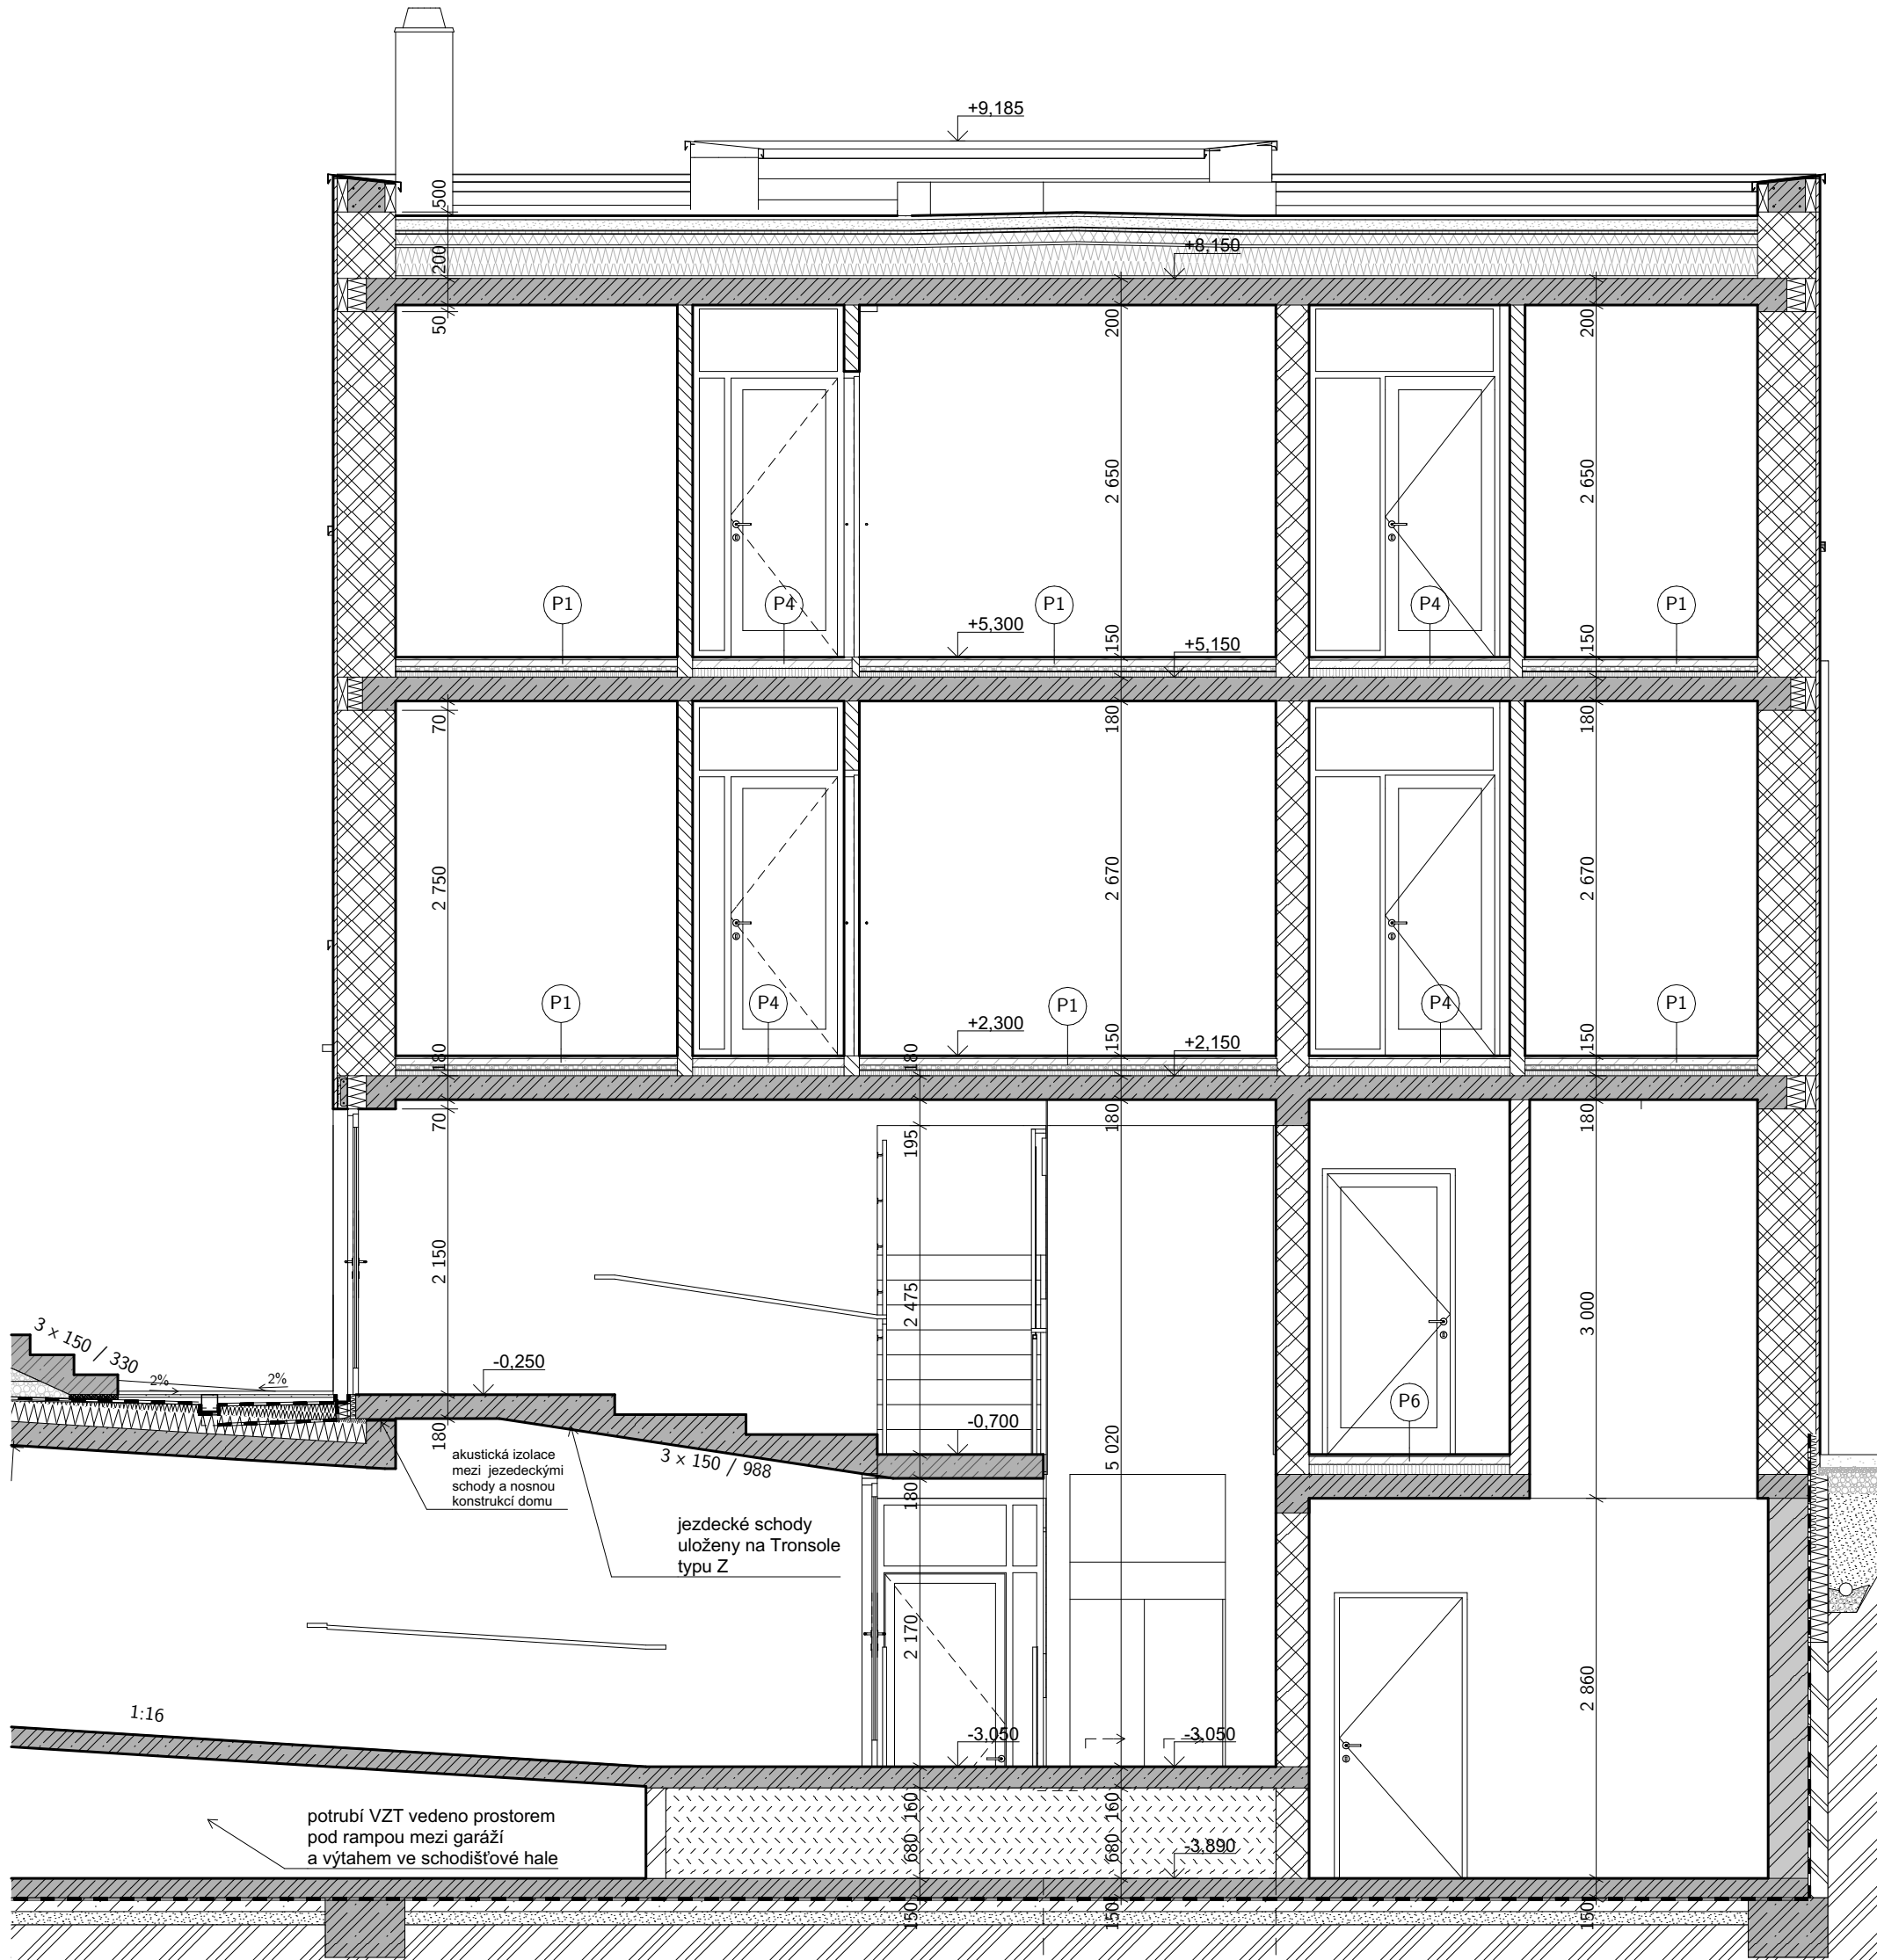 +9,185
500
+8,150
200
50
200
200
2 650
2 650
P1
P4
P1
P4
P1
+5,300
150
+5,150
150
70
180
180
2 750
2 670
2 670
P1
P4
P1
P4
P1
+2,300
150
+2,150
150
180
180
70
195
180
180
2 150
2 475
3 000
3 × 150 / 330
2%
2%
-0,250
-0,700
P6
180
akustická izolace
mezi jezedeckými
schody a nosnou
konstrukcí domu
3 × 150 / 988
5 020
180
jezdecké schody
uloženy na Tronsole
typu Z
2 170
2 860
1:16
-3,050
-3,050
potrubí VZT vedeno prostorem
pod rampou mezi garáží
a výtahem ve schodišťové hale
160
160
680
680
-3,890
150
150
150